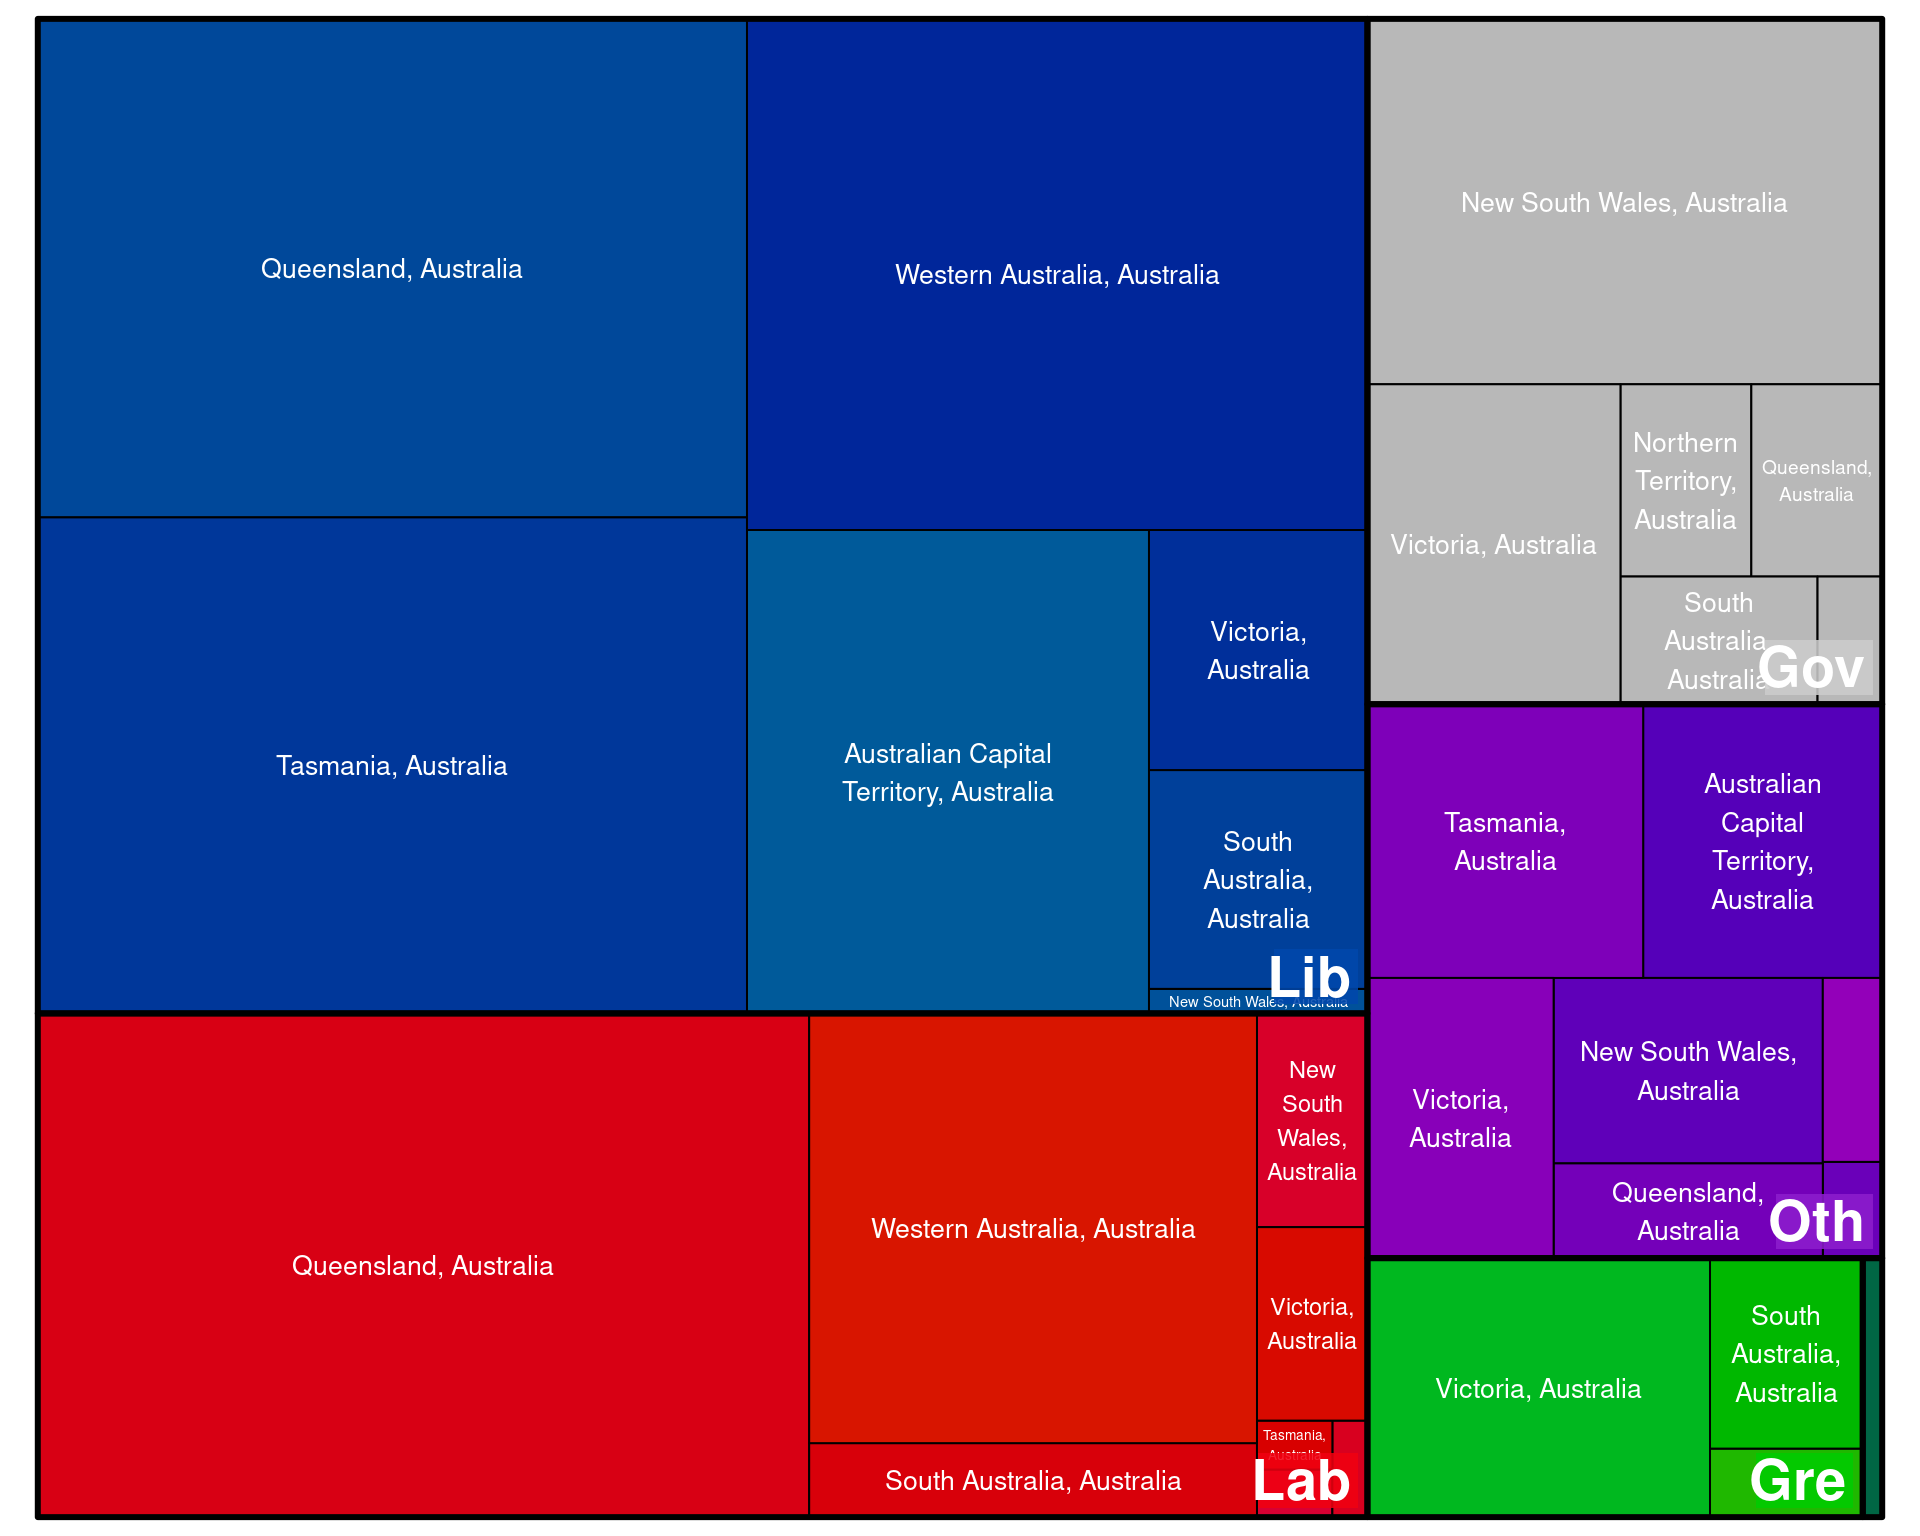 Queensland, Australia
Western Australia, Australia
Tasmania, Australia
Australian Capital
Territory, Australia
Victoria,
Australia
South
Australia,
Australia
New South Wales, Australia
Lib
Queensland, Australia
Western Australia, Australia
South Australia, Australia
New
South
Wales,
Australia
Victoria,
Australia
Tasmania,
Australia
Lab
New South Wales, Australia
Victoria, Australia
Northern
Territory,
Australia
Queensland,
Australia
South
Australia,
Australia
Gov
Tasmania,
Australia
Australian
Capital
Territory,
Australia
Victoria,
Australia
New South Wales,
Australia
Queensland,
Australia
Oth
Victoria, Australia
South
Australia,
Australia
Gre